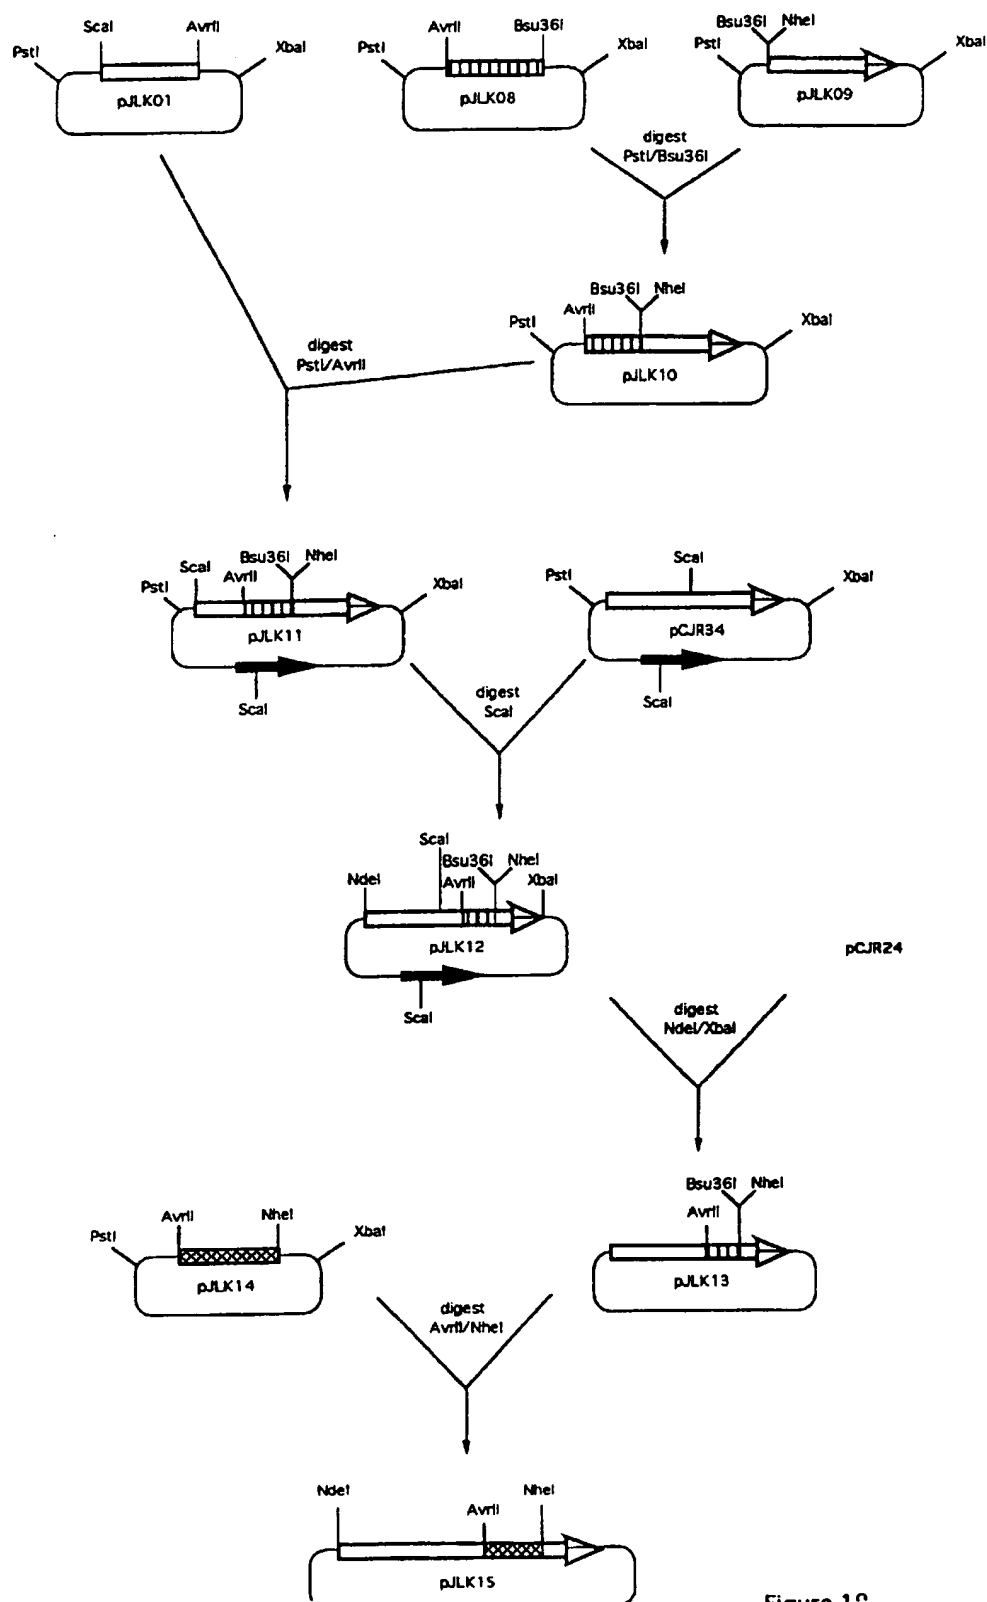 ScaI AvrII
PstI XbaI
pJLK01
AvrII Bsu36I
PstI XbaI
pJLK08
Bsu36I NheI
PstI XbaI
pJLK09
digest
PstI/Bsu36I
Bsu36I NheI
AvrII
PstI XbaI
pJLK10
digest
PstI/AvrII
Bsu36I NheI
ScaI
AvrII
PstI XbaI
pJLK11
ScaI
ScaI
PstI XbaI
pCJR34
ScaI
digest
ScaI
ScaI
Bsu36I NheI
NdeI AvrII XbaI
pJLK12
ScaI
pCJR24
digest
NdeI/XbaI
Bsu36I NheI
AvrII
pJLK13
AvrII NheI
PstI XbaI
pJLK14
digest
AvrII/NheI
NdeI NheI
AvrII
pJLK15
Figure